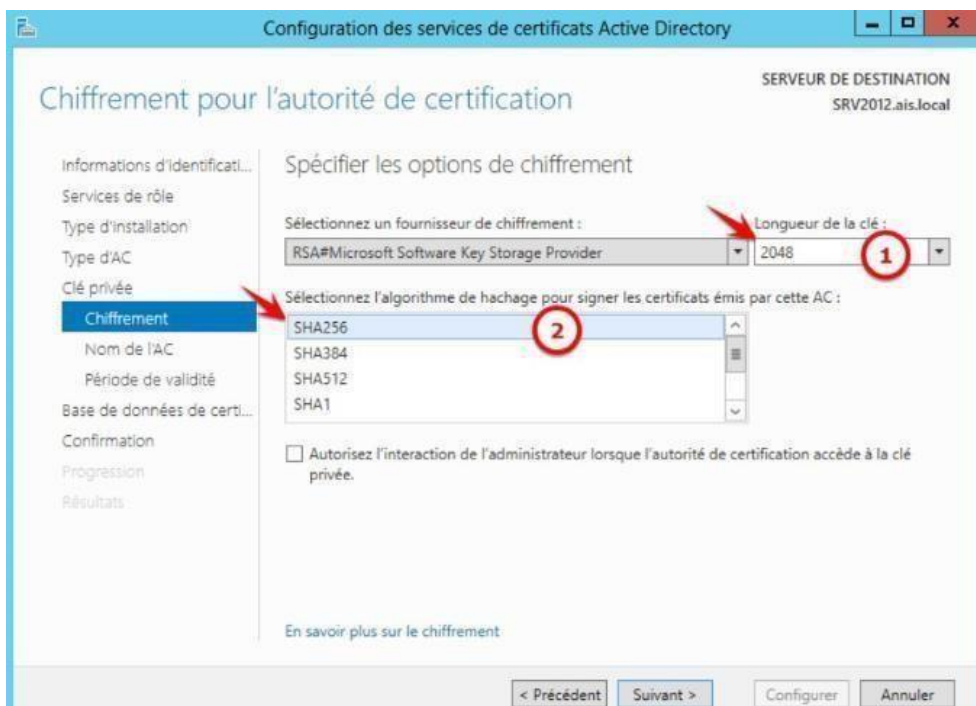 Configuration des services de certificats Active Directory
Chiffrement pour l'autorité de certification
SERVEUR DE DESTINATION
SRV2012.ais.local
Informations d'identificati...
Services de rôle
Type d'installation
Type d'AC
Clé privée
Chiffrement
Nom de l'AC
Période de validité
Base de données de certi...
Confirmation
Progression
Résultats
Spécifier les options de chiffrement
Sélectionnez un fournisseur de chiffrement :
Longueur de la clé :
RSA#Microsoft Software Key Storage Provider
2048
1
Sélectionnez l'algorithme de hachage pour signer les certificats émis par cette AC :
SHA256
2
SHA384
SHA512
SHA1
Autorisez l'interaction de l'administrateur lorsque l'autorité de certification accède à la clé
privée.
En savoir plus sur le chiffrement
< Précédent
Suivant >
Configurer
Annuler